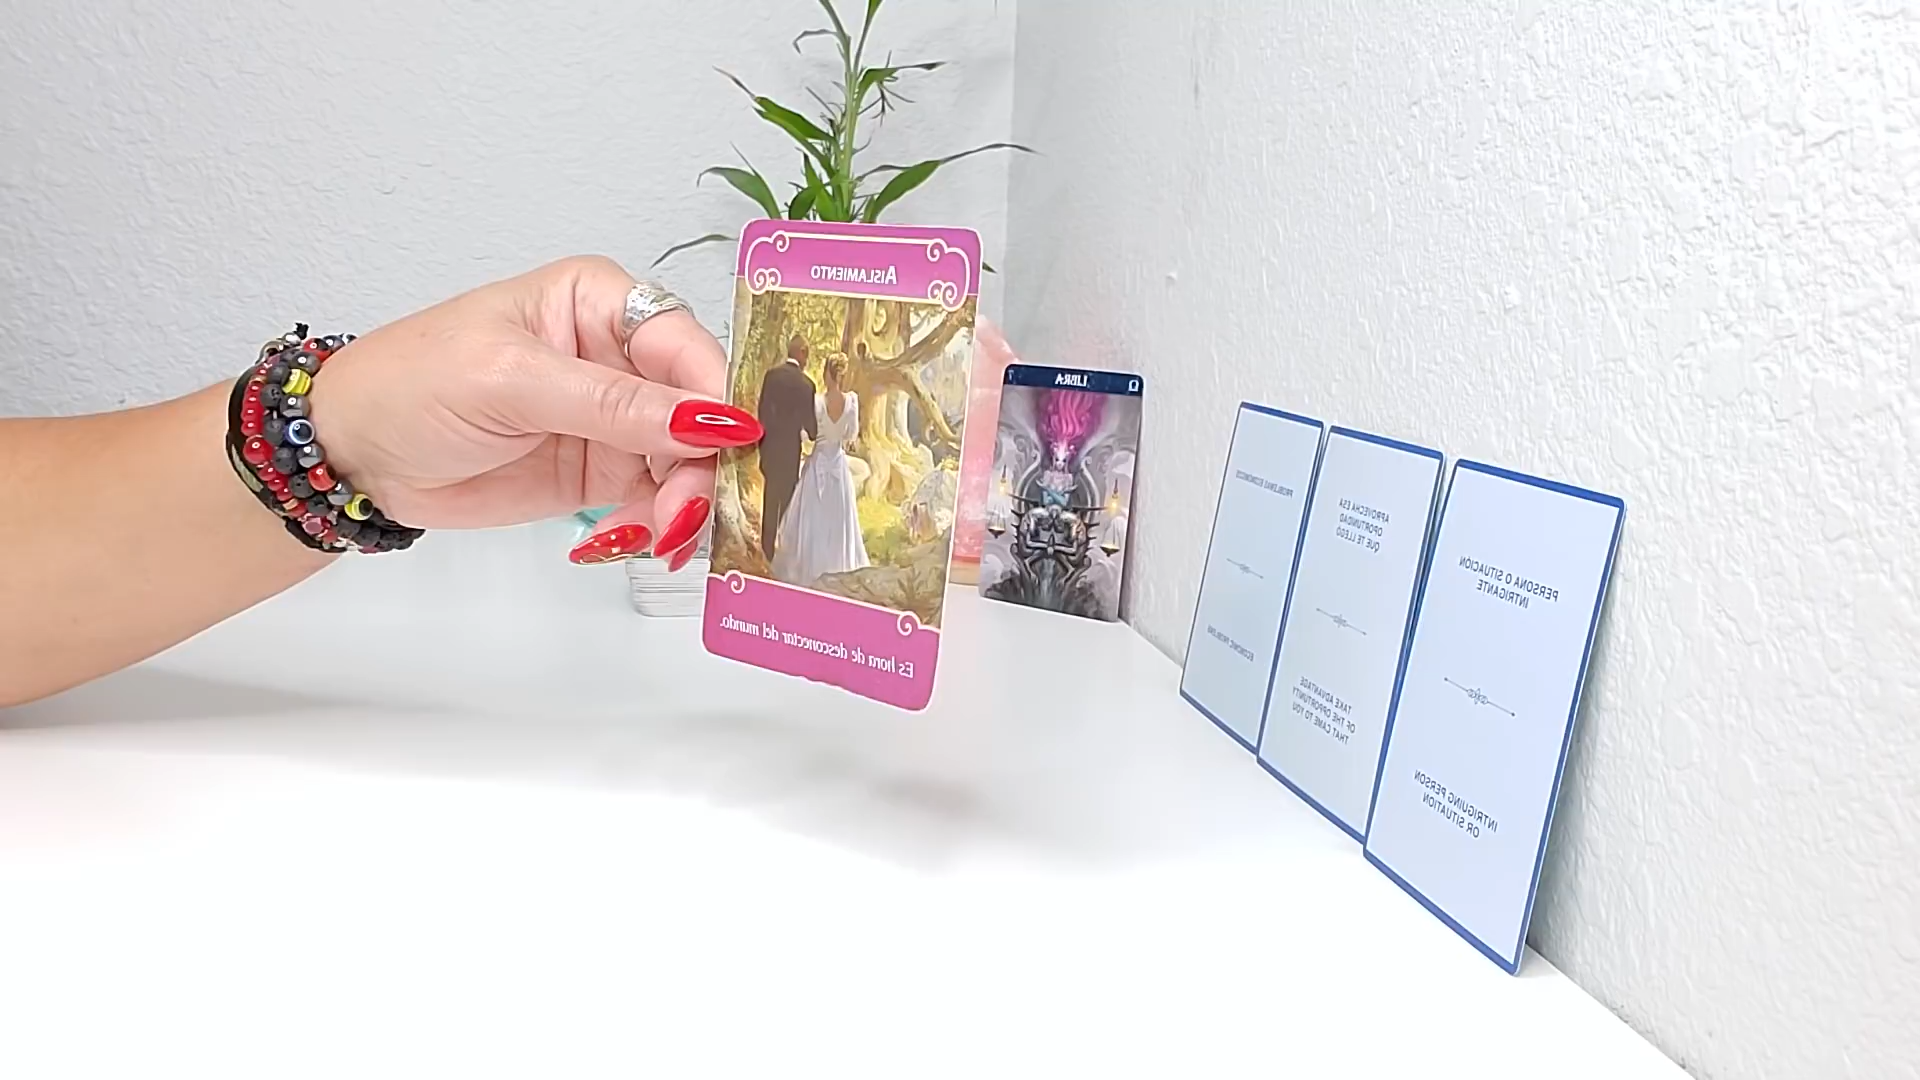 AISLAMIENTO
Es hora de desconectar del mundo.
LIBRA
PROBLEMAS ECONOMICOS
ECONOMIC PROBLEMS
APROVECHA ESA
OPORTUNIDAD
QUE TE LLEGO
TAKE ADVANTAGE
OF THE OPPORTUNITY
THAT CAME TO YOU
PERSONA O SITUACIÓN
INTRIGANTE
INTRIGUING PERSON
OR SITUATION